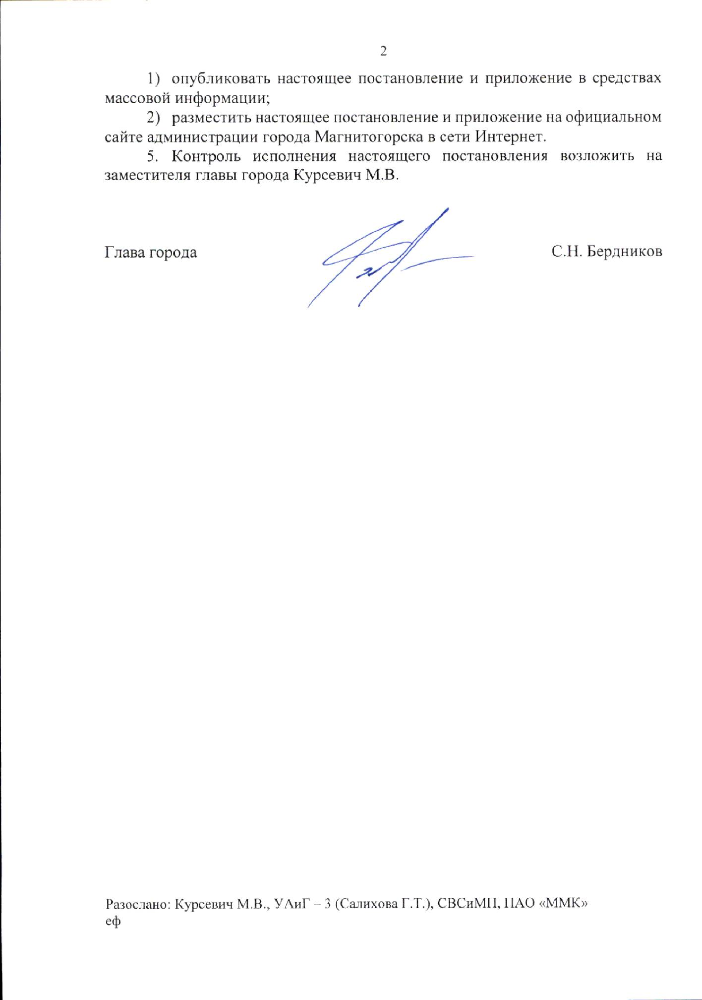 2
1) опубликовать настоящее постановление и приложение в средствах
массовой информации;
2) разместить настоящее постановление и приложение на официальном
сайте администрации города Магнитогорска в сети Интернет.
5. Контроль исполнения настоящего постановления возложить на
заместителя главы города Курсевич М.В.
Глава города С.Н. Бердников
Разослано: Курсевич М.В., УАиГ – 3 (Салихова Г.Т.), СВСиМП, ПАО «ММК»
еф